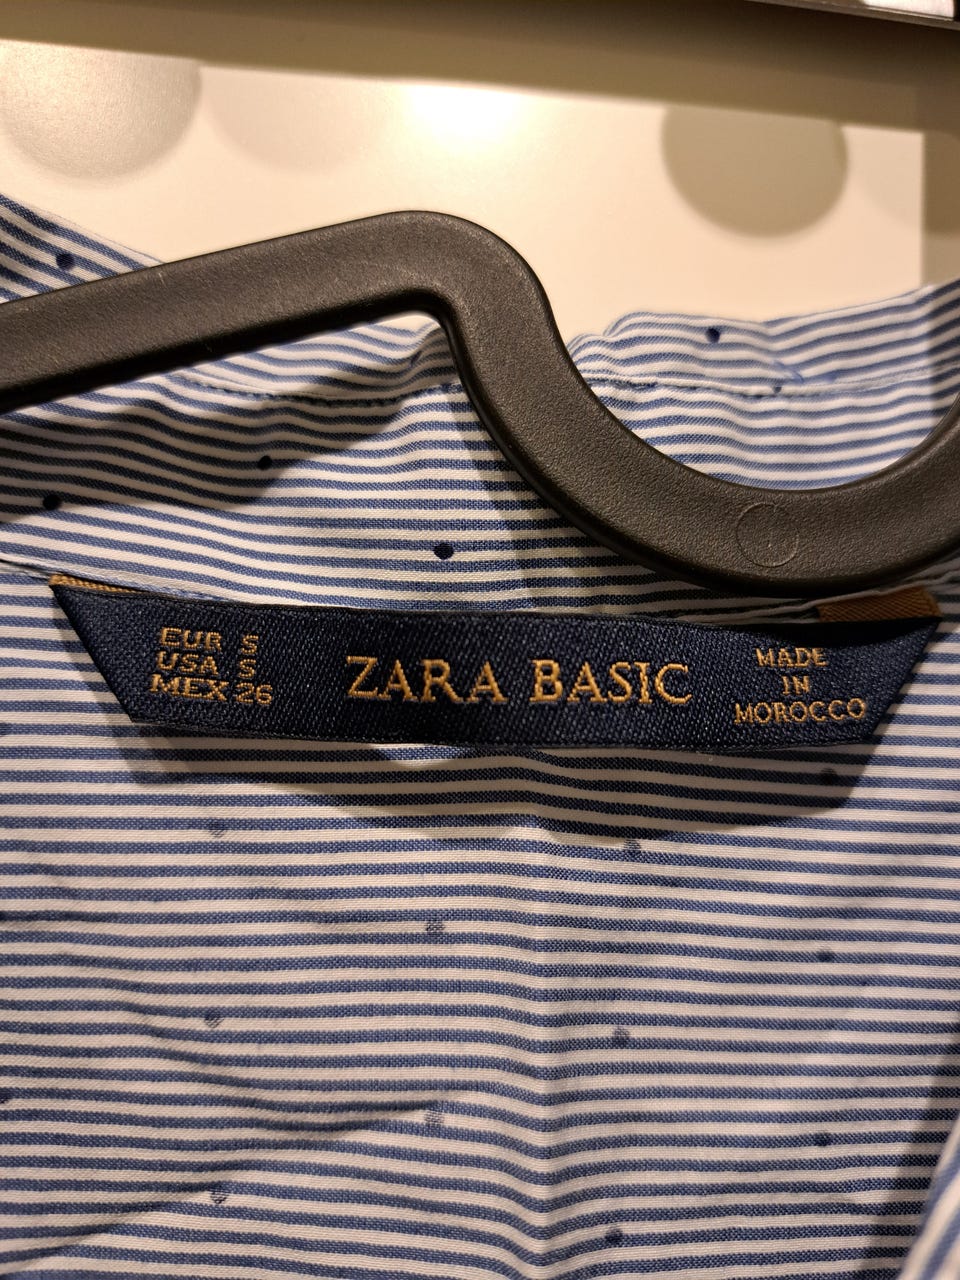 EUR S
USA S
MEX 26
ZARA BASIC
MADE
IN
MOROCCO